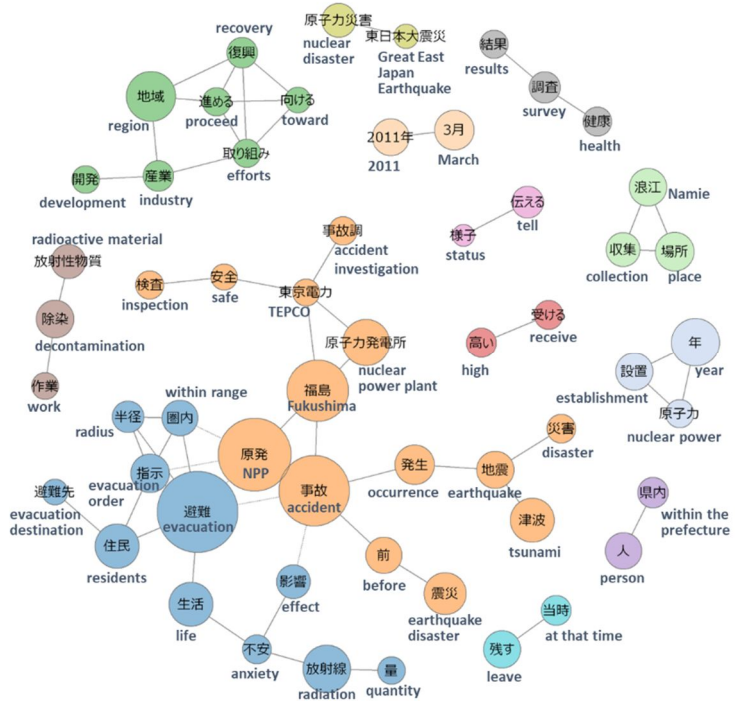 原子力災害
nuclear
disaster
東日本大震災
Great East
Japan
Earthquake
recovery
復興
地域
region
進める
proceed
向ける
toward
取り組み
efforts
産業
industry
開発
development
結果
results
調査
survey
健康
health
2011年
2011
3月
March
浪江
Namie
収集
collection
場所
place
伝える
tell
様子
status
radioactive material
放射性物質
除染
decontamination
作業
work
事故調
accident
investigation
検査
inspection
安全
safe
東京電力
TEPCO
原子力発電所
nuclear
power plant
福島
Fukushima
受ける
receive
高い
high
年
year
設置
establishment
原子力
nuclear power
within range
半径
radius
圏内
指示
evacuation
order
原発
NPP
事故
accident
避難
evacuation
避難先
evacuation
destination
住民
residents
発生
occurrence
地震
earthquake
災害
disaster
津波
tsunami
県内
within the
prefecture
人
person
前
before
震災
earthquake
disaster
影響
effect
生活
life
不安
anxiety
放射線
radiation
量
quantity
当時
at that time
残す
leave